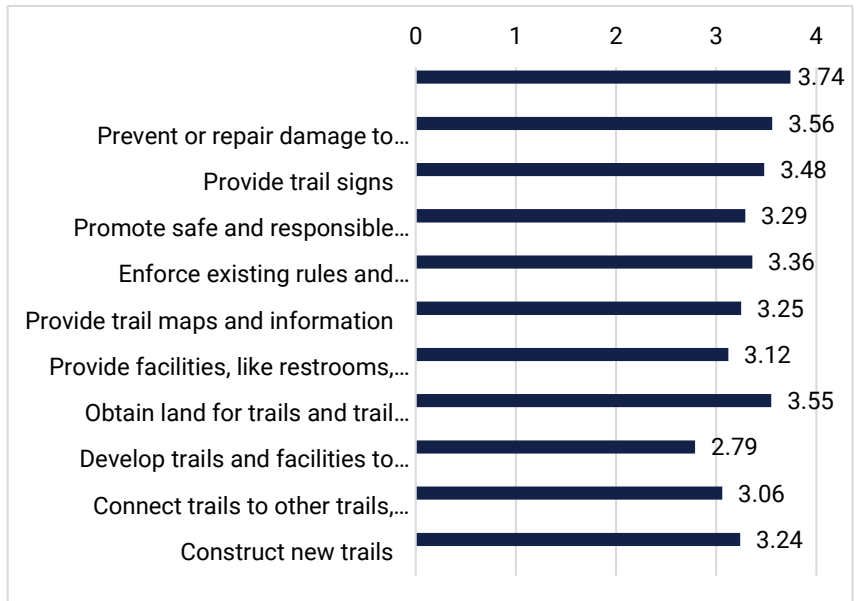 0 1 2 3 4
3.74
3.56
Prevent or repair damage to…
3.48
Provide trail signs
3.29
Promote safe and responsible…
3.36
Enforce existing rules and…
3.25
Provide trail maps and information
3.12
Provide facilities, like restrooms,…
3.55
Obtain land for trails and trail…
2.79
Develop trails and facilities to…
3.06
Connect trails to other trails,…
3.24
Construct new trails